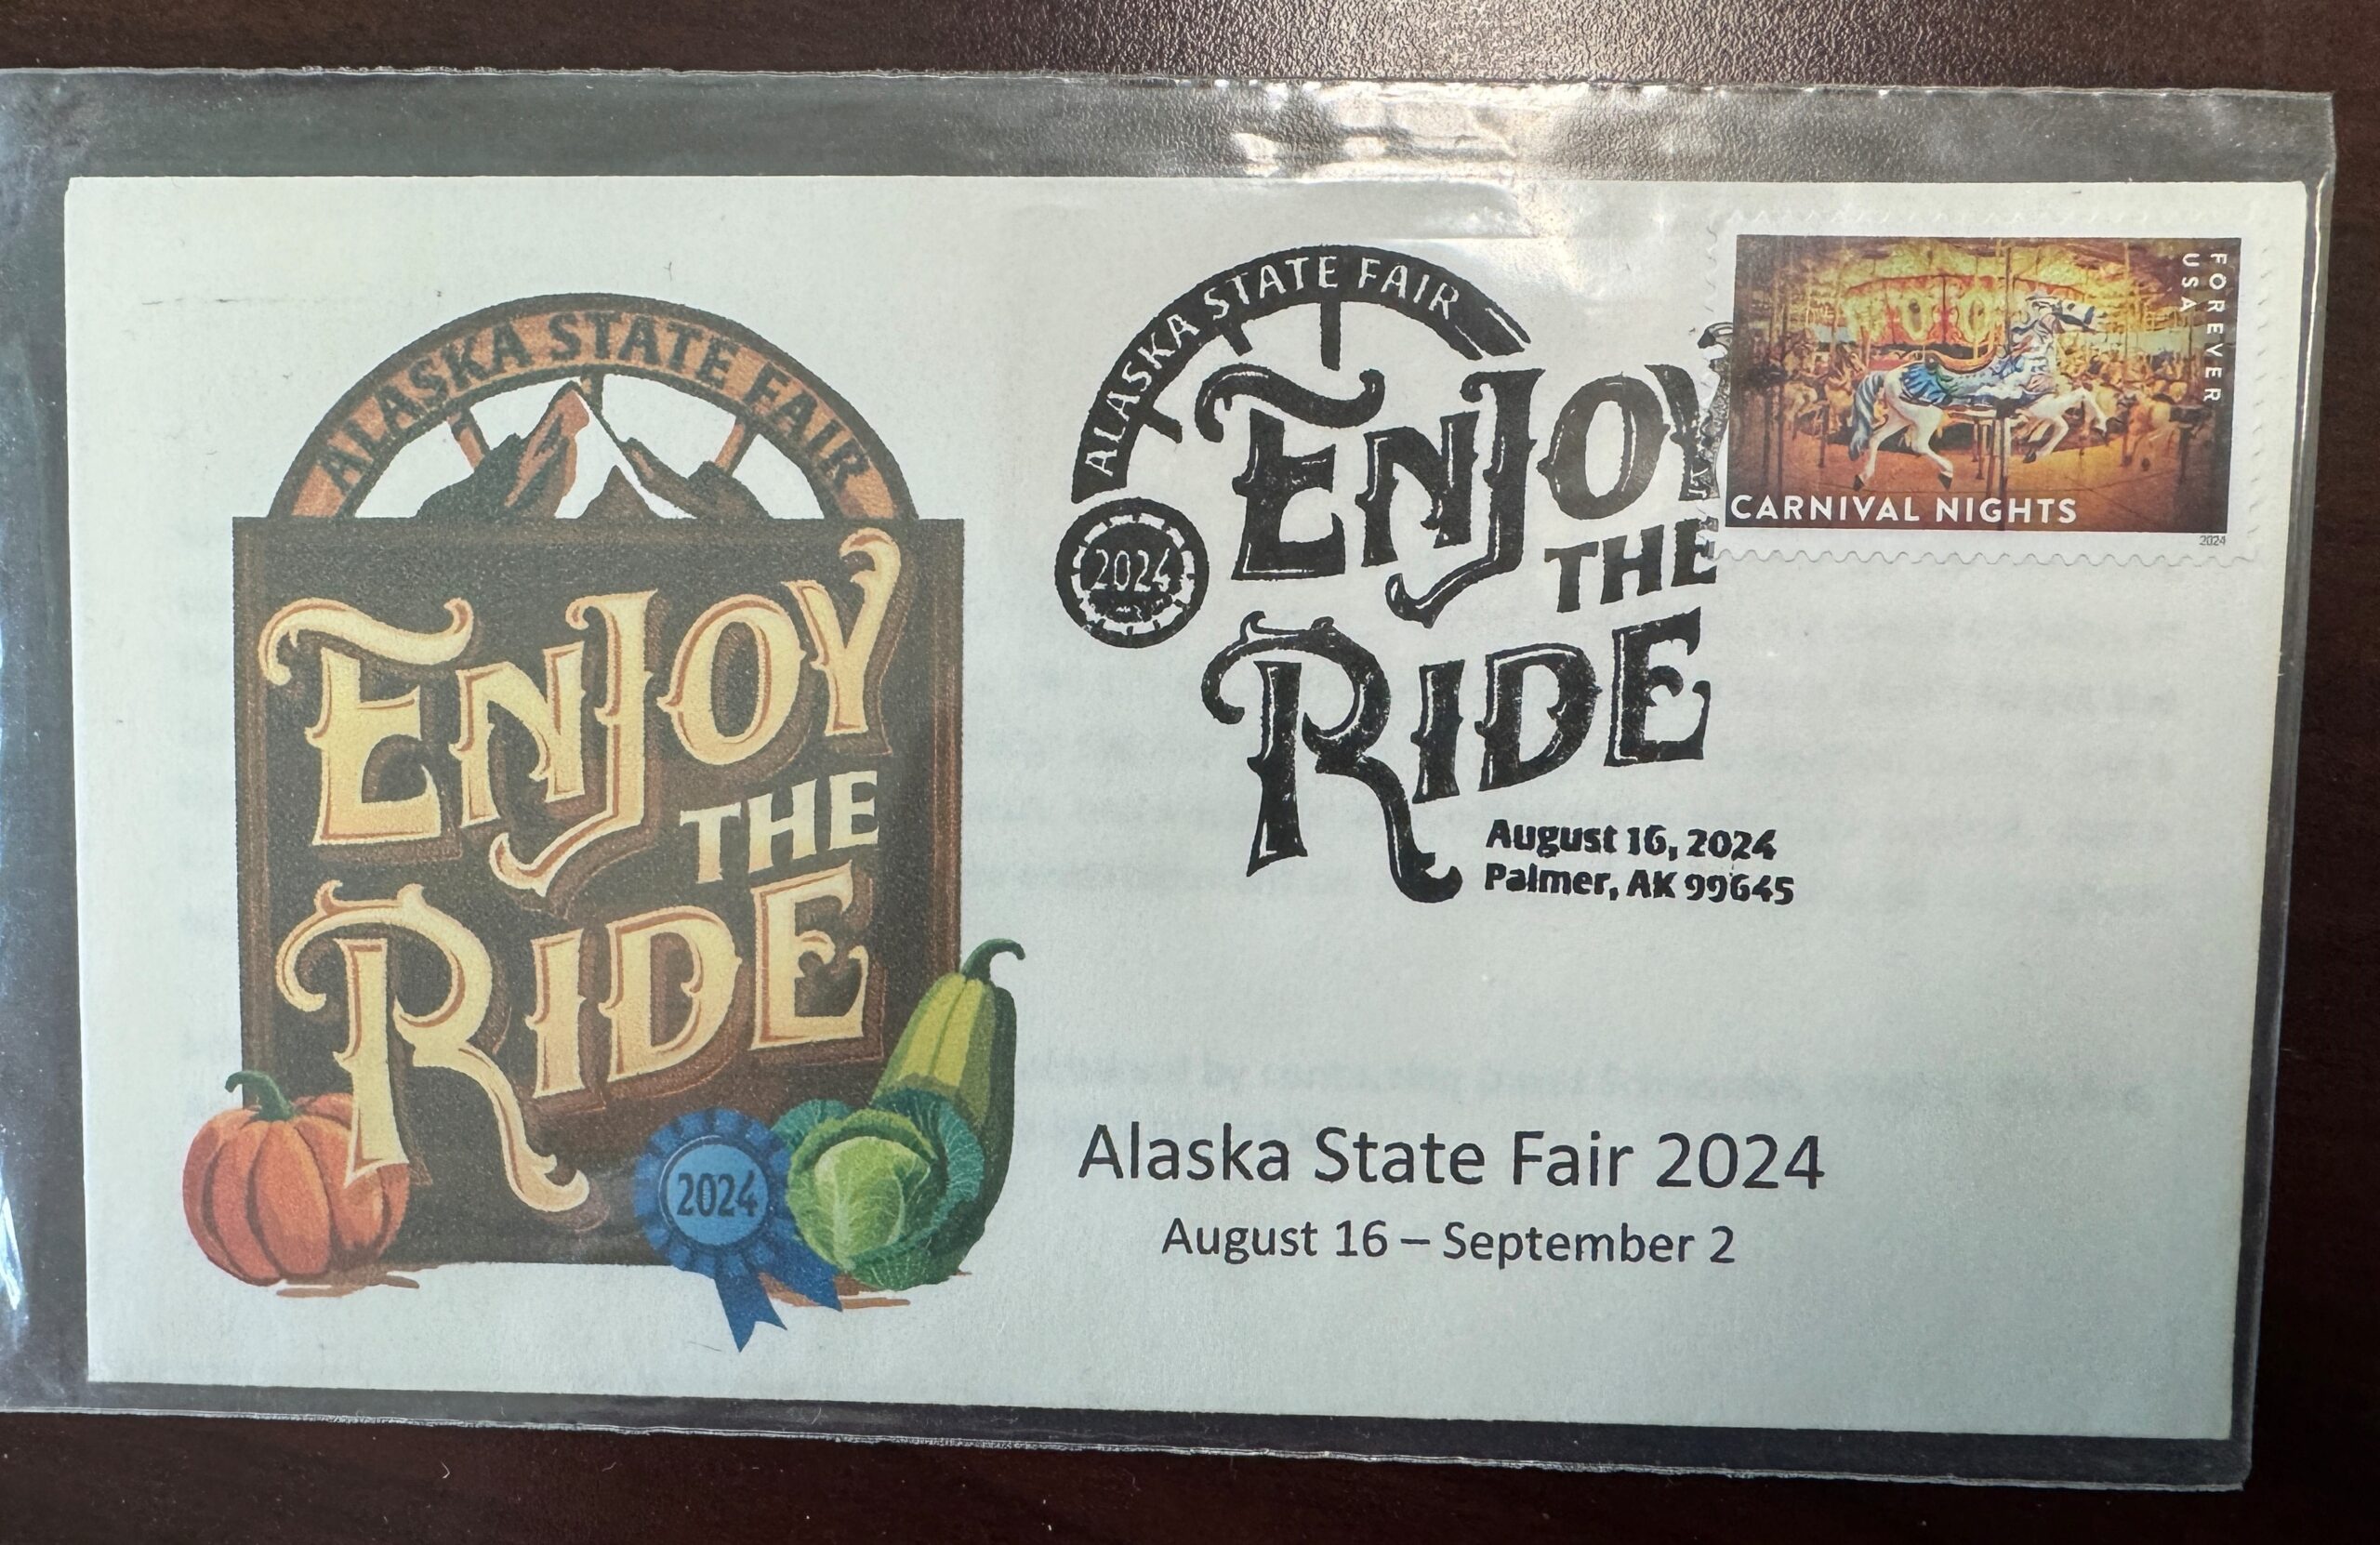 ALASKA STATE FAIR
ENJOY
THE
RIDE
2024
ALASKA STATE FAIR
2024
ENJOY
THE
RIDE
August 16, 2024
Palmer, AK 99645
FOREVER
USA
CARNIVAL NIGHTS
2024
Alaska State Fair 2024
August 16 – September 2